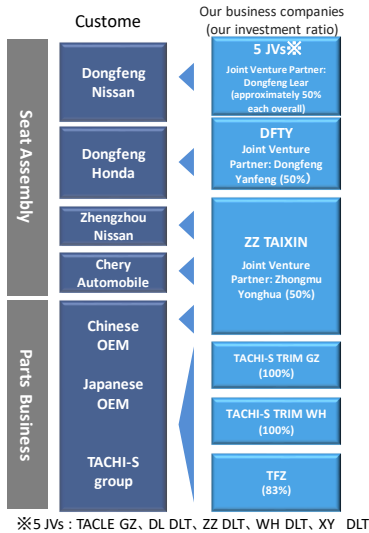 Custome
Our business companies
(our investment ratio)
Seat Assembly
Dongfeng
Nissan
5 JVs※
Joint Venture Partner:
Dongfeng Lear
(approximately 50%
each overall)
Dongfeng
Honda
DFTY
Joint Venture
Partner: Dongfeng
Yanfeng (50%)
Zhengzhou
Nissan
Chery
Automobile
ZZ TAIXIN
Joint Venture
Partner: Zhongmu
Yonghua (50%)
Parts Business
Chinese
OEM
Japanese
OEM
TACHI-S
group
TACHI-S TRIM GZ
(100%)
TACHI-S TRIM WH
(100%)
TFZ
(83%)
※5 JVs : TACLE GZ、DL DLT、ZZ DLT、WH DLT、XY DLT